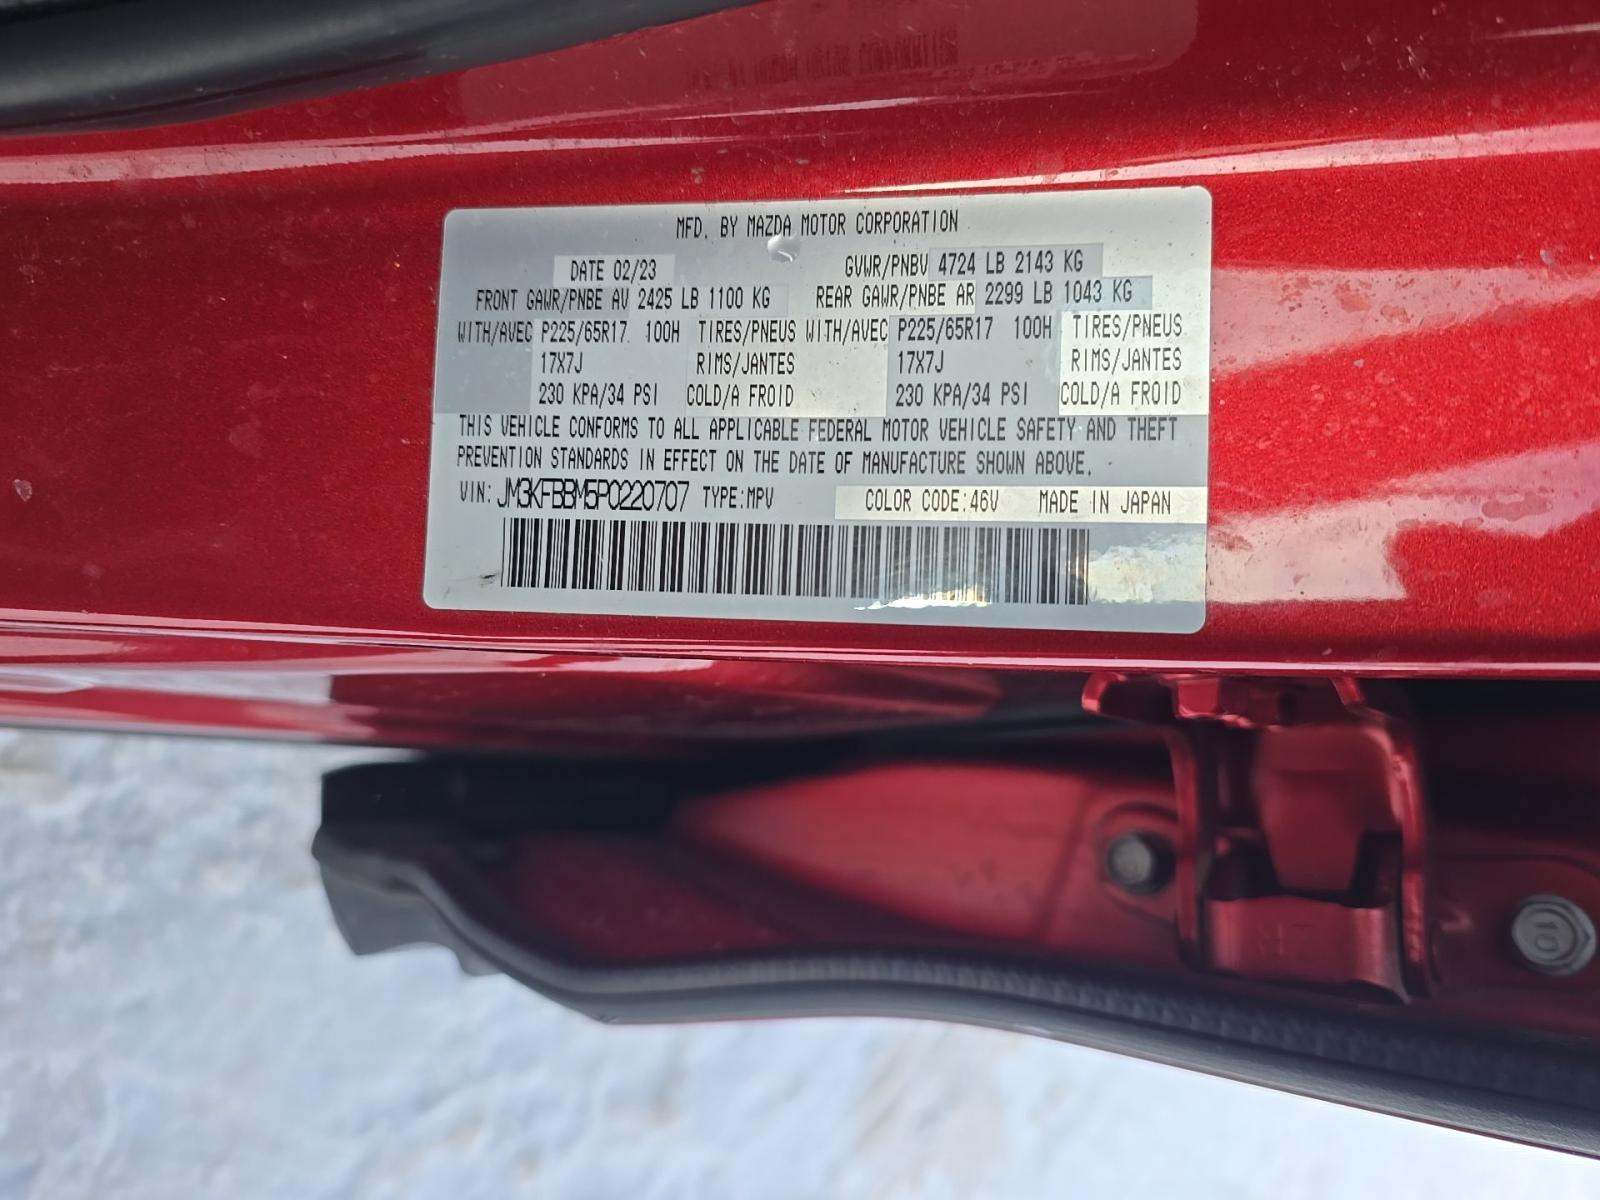 MFD. BY MAZDA MOTOR CORPORATION
DATE 02/23 GVWR/PNBV 4724 LB 2143 KG
FRONT GAWR/PNBE AV 2425 LB 1100 KG REAR GAWR/PNBE AR 2299 LB 1043 KG
WITH/AVEC P225/65R17 100H TIRES/PNEUS WITH/AVEC P225/65R17 100H TIRES/PNEUS
17X7J RIMS/JANTES 17X7J RIMS/JANTES
230 KPA/34 PSI COLD/A FROID 230 KPA/34 PSI COLD/A FROID
THIS VEHICLE CONFORMS TO ALL APPLICABLE FEDERAL MOTOR VEHICLE SAFETY AND THEFT
PREVENTION STANDARDS IN EFFECT ON THE DATE OF MANUFACTURE SHOWN ABOVE.
VIN: JM3KFBBM5P0220707 TYPE:MPV COLOR CODE:46V MADE IN JAPAN
10